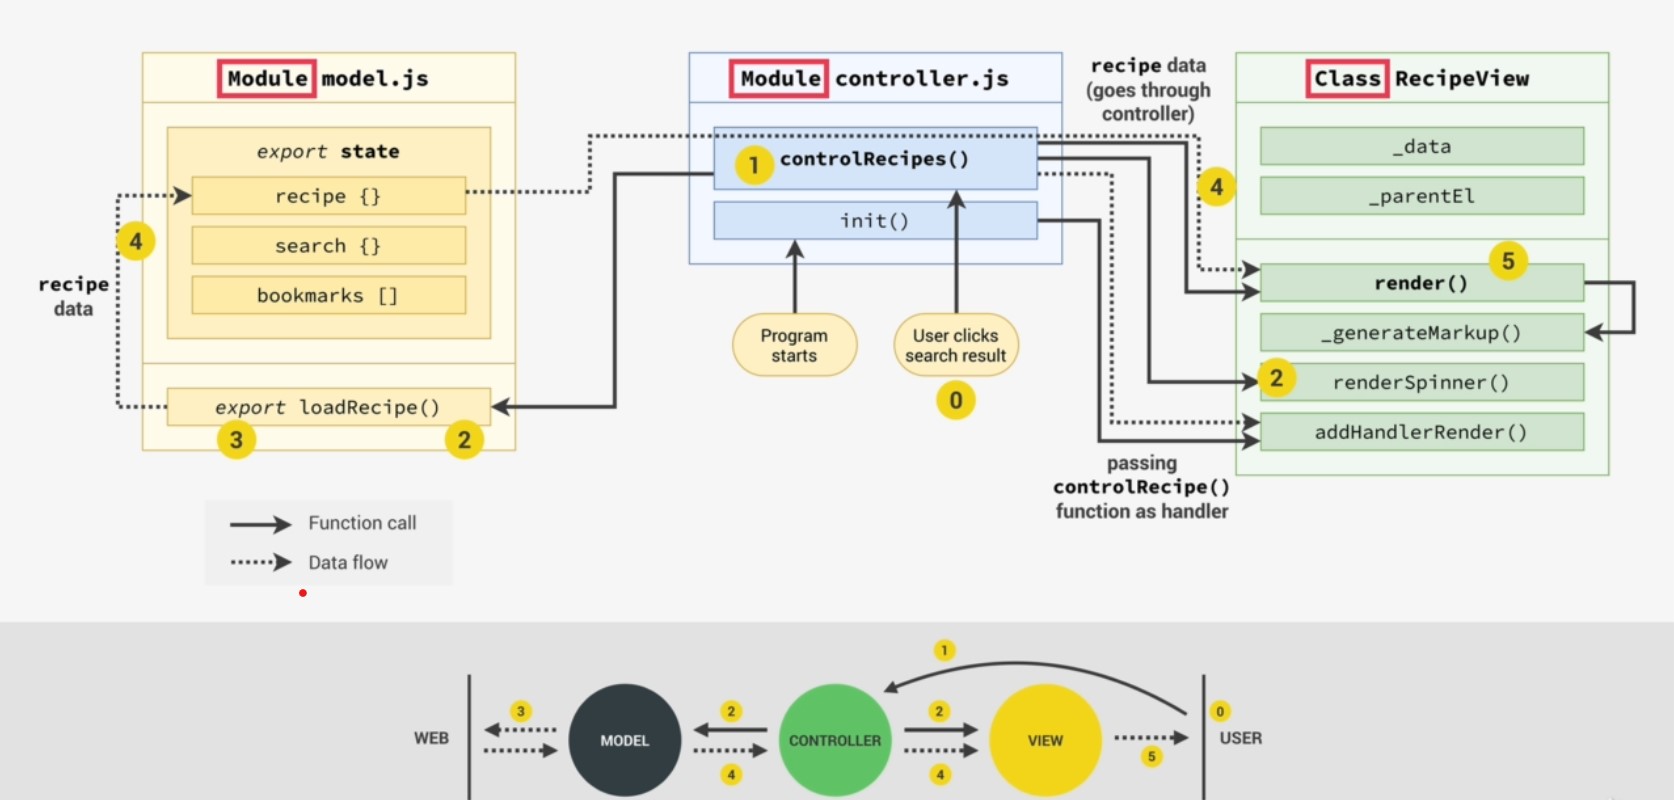 Module model.js
export state
recipe {}
search {}
bookmarks []
4
recipe
data
export loadRecipe()
3
2
Function call
Data flow
Module controller.js
1
controlRecipes()
init()
Program
starts
User clicks
search result
0
recipe data
(goes through
controller)
4
passing
controlRecipe()
function as handler
Class RecipeView
_data
_parentEl
5
render()
_generateMarkup()
2
renderSpinner()
addHandlerRender()
1
3
2
2
0
WEB
MODEL
CONTROLLER
VIEW
USER
4
4
5